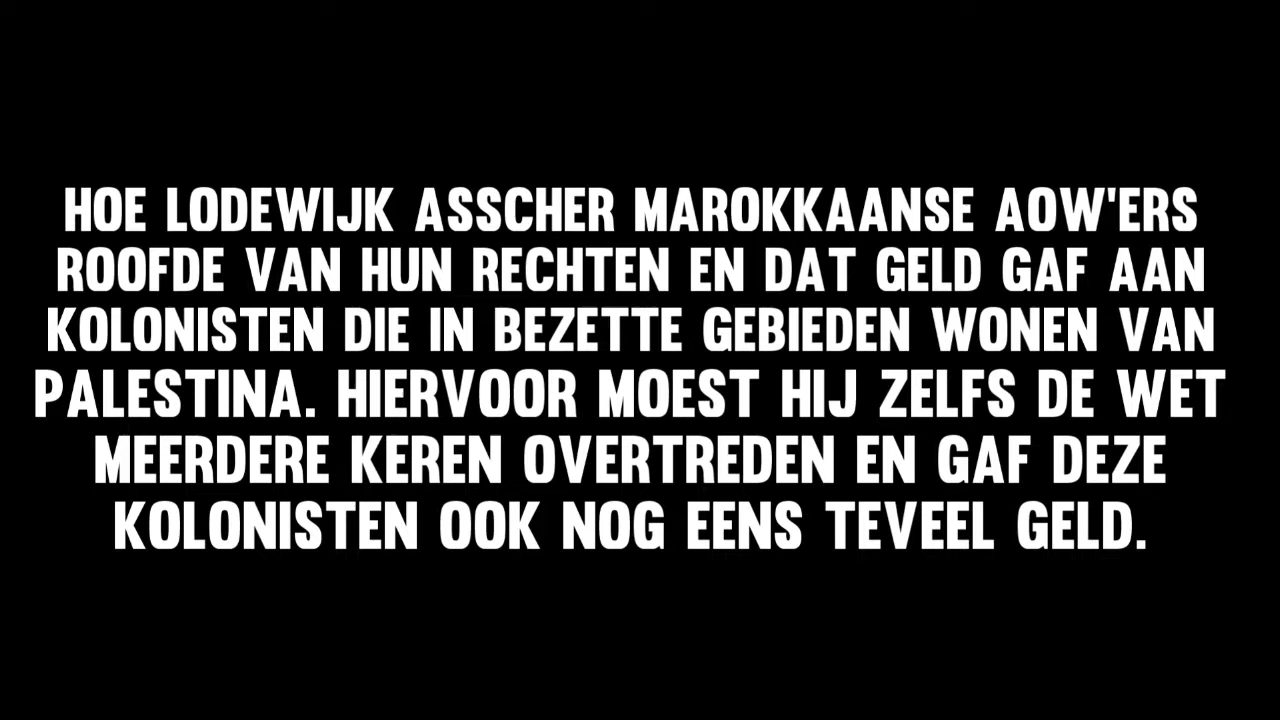 HOE LODEWIJK ASSCHER MAROKKAANSE AOW'ERS
ROOFDE VAN HUN RECHTEN EN DAT GELD GAF AAN
KOLONISTEN DIE IN BEZETTE GEBIEDEN WONEN VAN
PALESTINA. HIERVOOR MOEST HIJ ZELFS DE WET
MEERDERE KEREN OVERTREDEN EN GAF DEZE
KOLONISTEN OOK NOG EENS TEVEEL GELD.